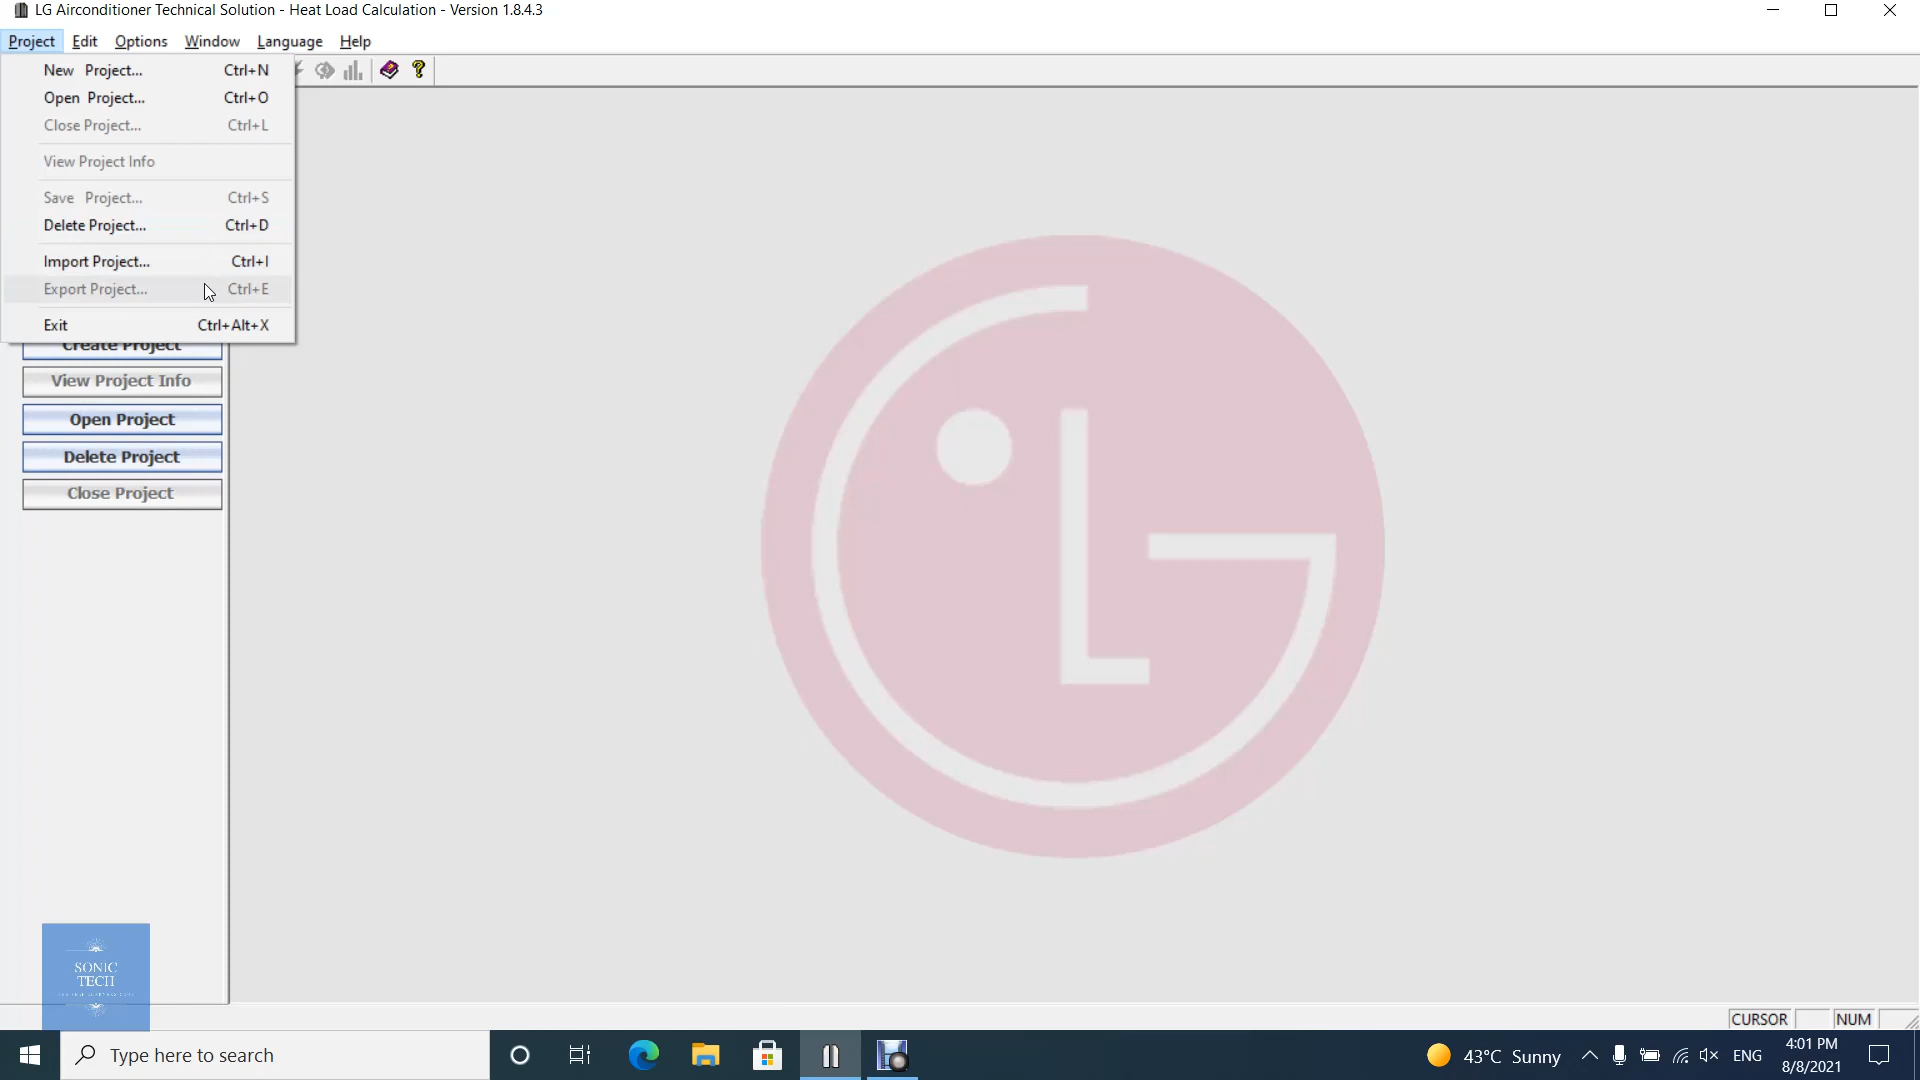 LG Airconditioner Technical Solution - Heat Load Calculation - Version 1.8.4.3
Project Edit Options Window Language Help
New Project... Ctrl+N
Open Project... Ctrl+O
Close Project... Ctrl+L
View Project Info
Save Project... Ctrl+S
Delete Project... Ctrl+D
Import Project... Ctrl+I
Export Project... Ctrl+E
Exit Ctrl+Alt+X
Create Project
View Project Info
Open Project
Delete Project
Close Project
SONIC
TECH
CURSOR NUM
Type here to search
43°C Sunny
ENG
4:01 PM
8/8/2021